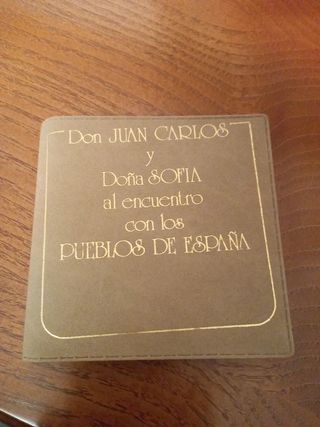 Don JUAN CARLOS
y
Doña SOFIA
al encuentro
con los
PUEBLOS DE ESPAÑA